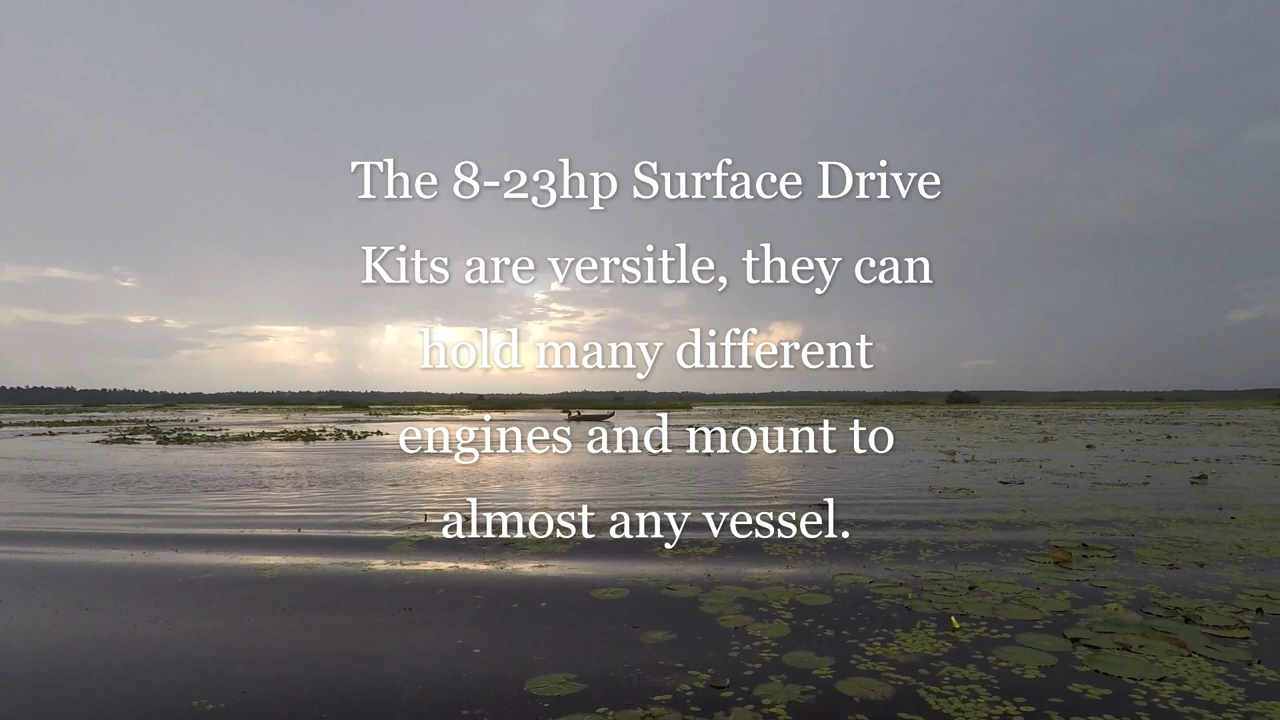 The 8-23hp Surface Drive
Kits are versitle, they can
hold many different
engines and mount to
almost any vessel.